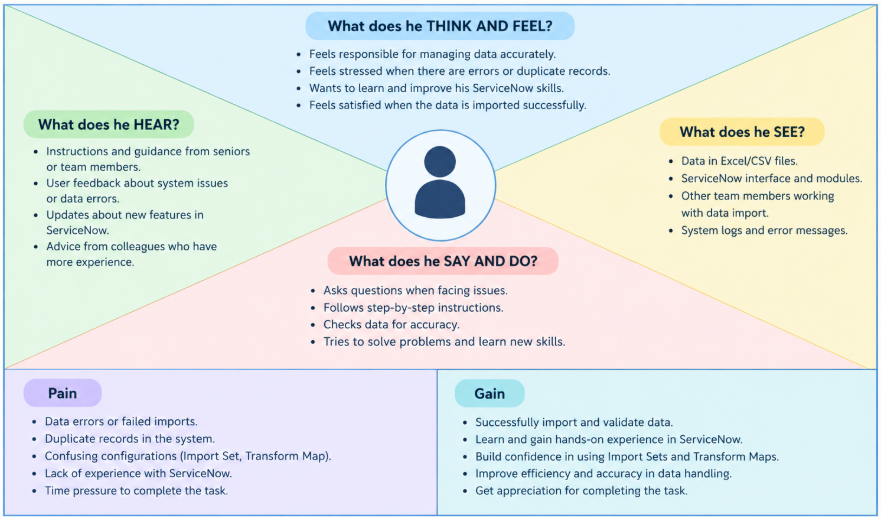 What does he THINK AND FEEL?
• Feels responsible for managing data accurately.
• Feels stressed when there are errors or duplicate records.
• Wants to learn and improve his ServiceNow skills.
• Feels satisfied when the data is imported successfully.
What does he HEAR?
• Instructions and guidance from seniors
or team members.
• User feedback about system issues
or data errors.
• Updates about new features in
ServiceNow.
• Advice from colleagues who have
more experience.
What does he SEE?
• Data in Excel/CSV files.
• ServiceNow interface and modules.
• Other team members working
with data import.
• System logs and error messages.
What does he SAY AND DO?
• Asks questions when facing issues.
• Follows step-by-step instructions.
• Checks data for accuracy.
• Tries to solve problems and learn new skills.
Pain
• Data errors or failed imports.
• Duplicate records in the system.
• Confusing configurations (Import Set, Transform Map).
• Lack of experience with ServiceNow.
• Time pressure to complete the task.
Gain
• Successfully import and validate data.
• Learn and gain hands-on experience in ServiceNow.
• Build confidence in using Import Sets and Transform Maps.
• Improve efficiency and accuracy in data handling.
• Get appreciation for completing the task.